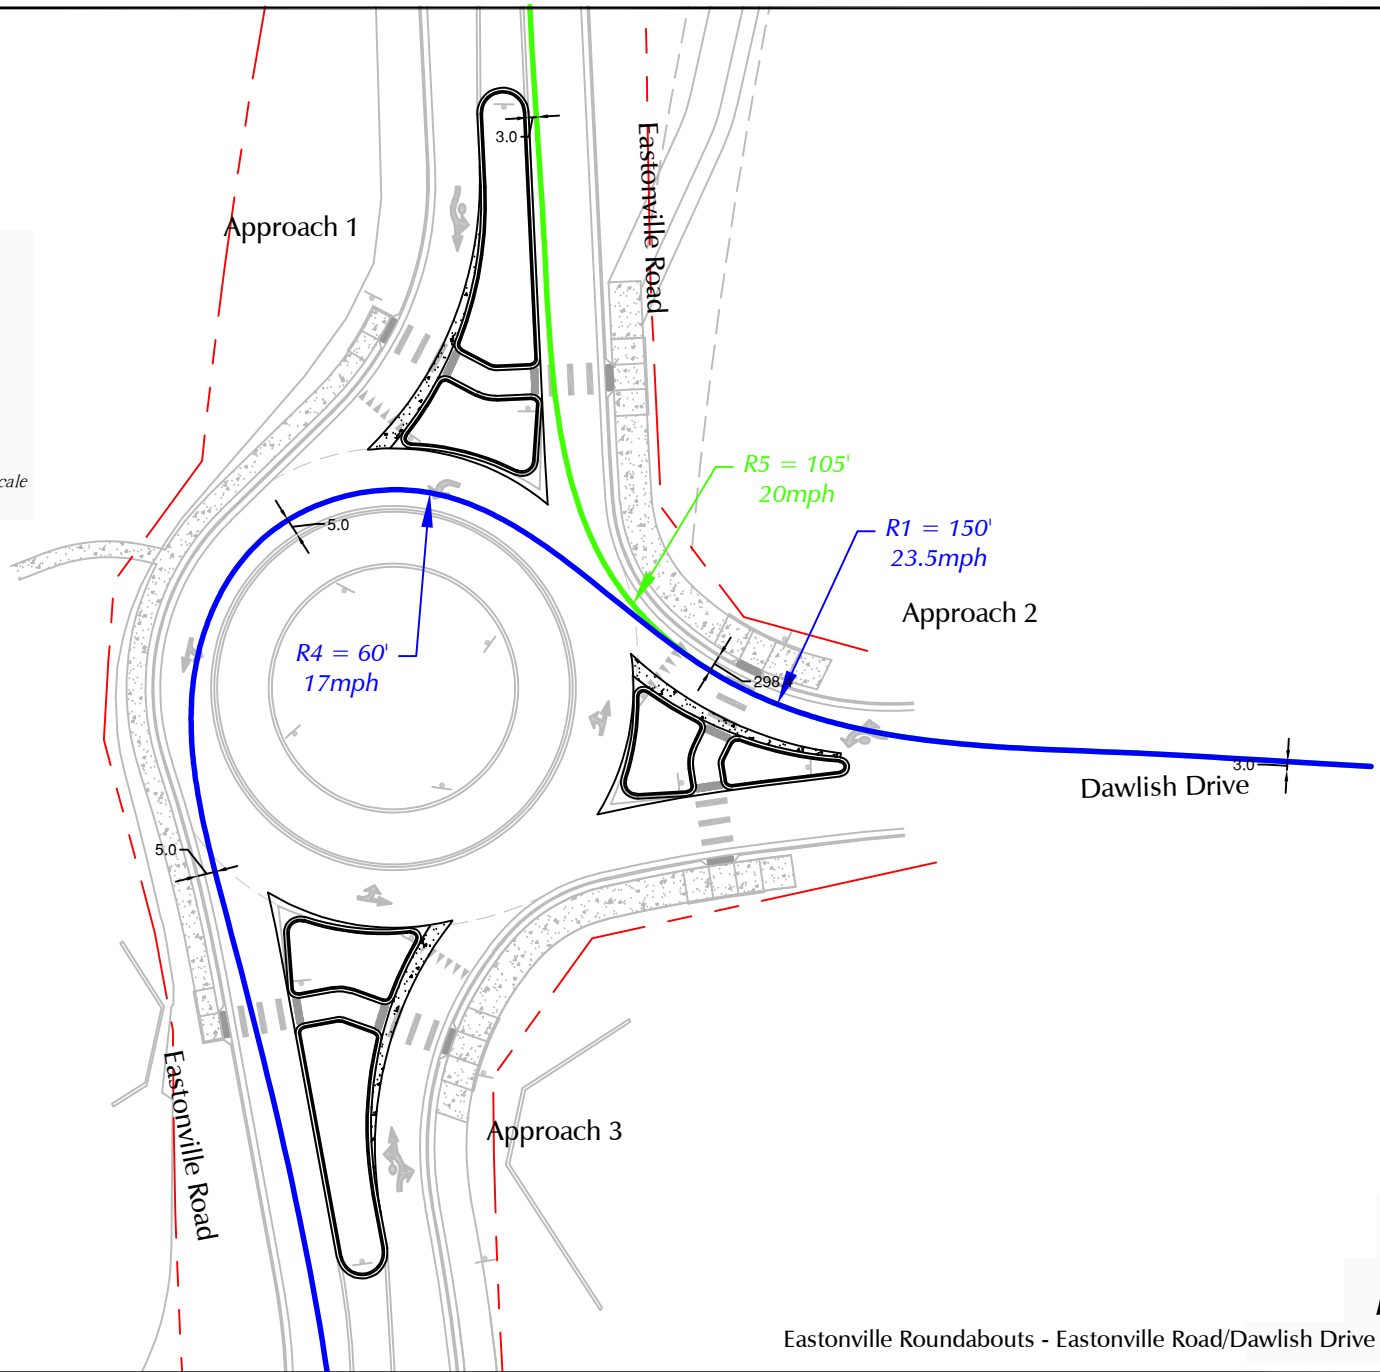 3.0
Approach 1
Eastonville Road
cale
R5 = 105'
20mph
5.0
R1 = 150'
23.5mph
Approach 2
R4 = 60'
17mph
298.
3.0
Dawlish Drive
5.0
Eastonville Road
Approach 3
Eastonville Roundabouts - Eastonville Road/Dawlish Drive